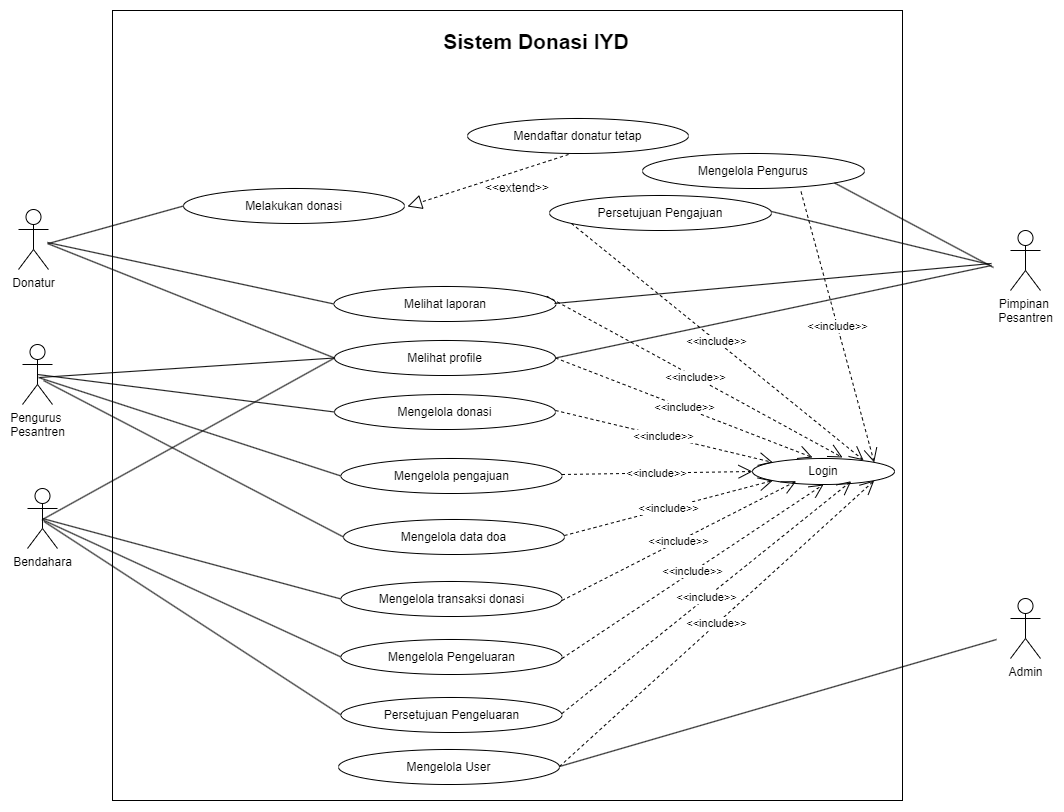 Sistem Donasi IYD
Mendaftar donatur tetap
Mengelola Pengurus
<<extend>>
Melakukan donasi
Persetujuan Pengajuan
Donatur
Melihat laporan
Pimpinan
Pesantren
<<include>>
<<include>>
Melihat profile
<<include>>
<<include>>
Mengelola donasi
Pengurus
Pesantren
<<include>>
Login
<<include>>
Mengelola pengajuan
<<include>>
Mengelola data doa
<<include>>
Bendahara
<<include>>
Mengelola transaksi donasi
<<include>>
<<include>>
Mengelola Pengeluaran
Admin
Persetujuan Pengeluaran
Mengelola User